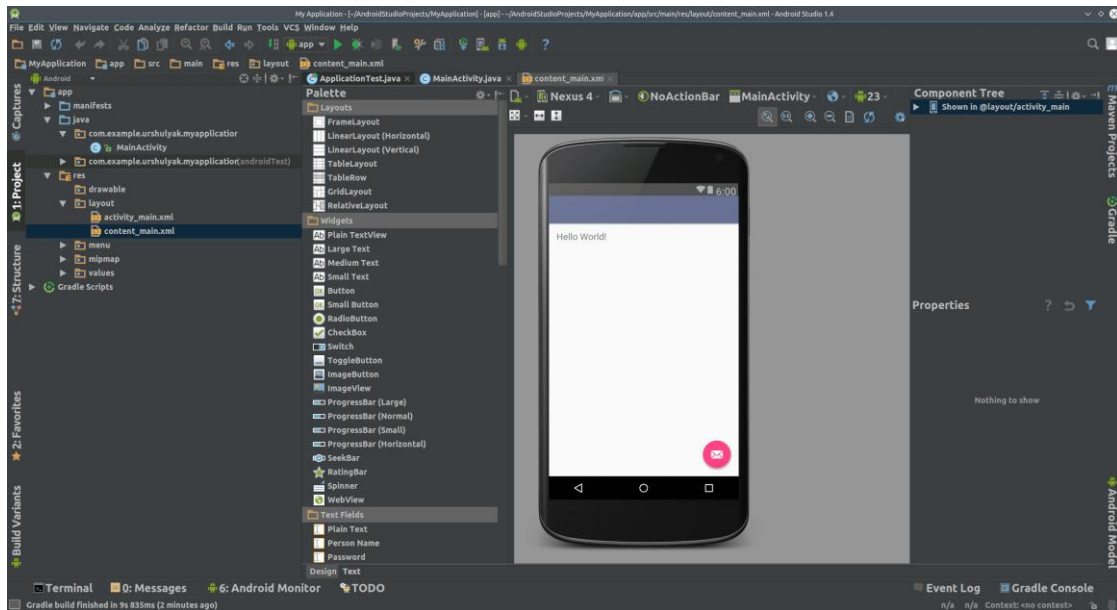 My Application - [~/AndroidStudioProjects/MyApplication] - [app] - ~/AndroidStudioProjects/MyApplication/app/src/main/res/layout/content_main.xml - Android Studio 1.4
File Edit View Navigate Code Analyze Refactor Build Run Tools VCS Window Help
app
MyApplication app src main res layout content_main.xml
Android
ApplicationTest.java MainActivity.java content_main.xml
app
manifests
java
com.example.urshulyak.myapplication
MainActivity
com.example.urshulyak.myapplication (androidTest)
res
drawable
layout
activity_main.xml
content_main.xml
menu
mipmap
values
Gradle Scripts
Captures
1: Project
7: Structure
2: Favorites
Build Variants
Palette
Layouts
FrameLayout
LinearLayout (Horizontal)
LinearLayout (Vertical)
TableLayout
TableRow
GridLayout
RelativeLayout
Widgets
Plain TextView
Large Text
Medium Text
Small Text
Button
Small Button
RadioButton
CheckBox
Switch
ToggleButton
ImageButton
ImageView
ProgressBar (Large)
ProgressBar (Normal)
ProgressBar (Small)
ProgressBar (Horizontal)
SeekBar
RatingBar
Spinner
WebView
Text Fields
Plain Text
Person Name
Password
Design Text
Nexus 4 NoActionBar MainActivity 23
6:00
Hello World!
Component Tree
Shown in @layout/activity_main
Properties
Nothing to show
Maven Projects
Gradle
Android Model
Terminal 0: Messages 6: Android Monitor TODO
Event Log Gradle Console
Gradle build finished in 9s 835ms (2 minutes ago)
n/a n/a Context: <no context>